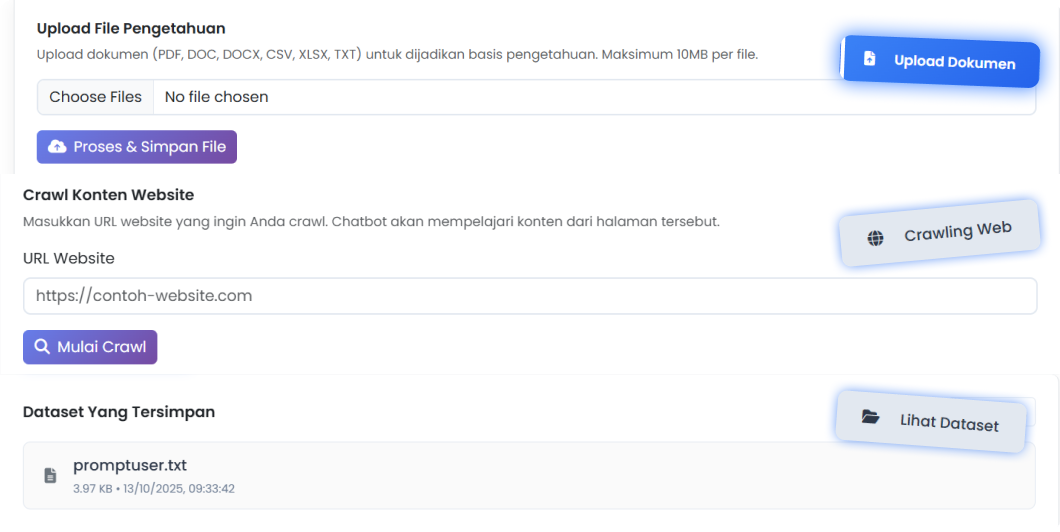 Upload File Pengetahuan
Upload dokumen (PDF, DOC, DOCX, CSV, XLSX, TXT) untuk dijadikan basis pengetahuan. Maksimum 10MB per file.
Upload Dokumen
Choose Files No file chosen
Proses & Simpan File
Crawl Konten Website
Masukkan URL website yang ingin Anda crawl. Chatbot akan mempelajari konten dari halaman tersebut.
Crawling Web
URL Website
https://contoh-website.com
Mulai Crawl
Dataset Yang Tersimpan
Lihat Dataset
promptuser.txt
3.97 KB • 13/10/2025, 09:33:42